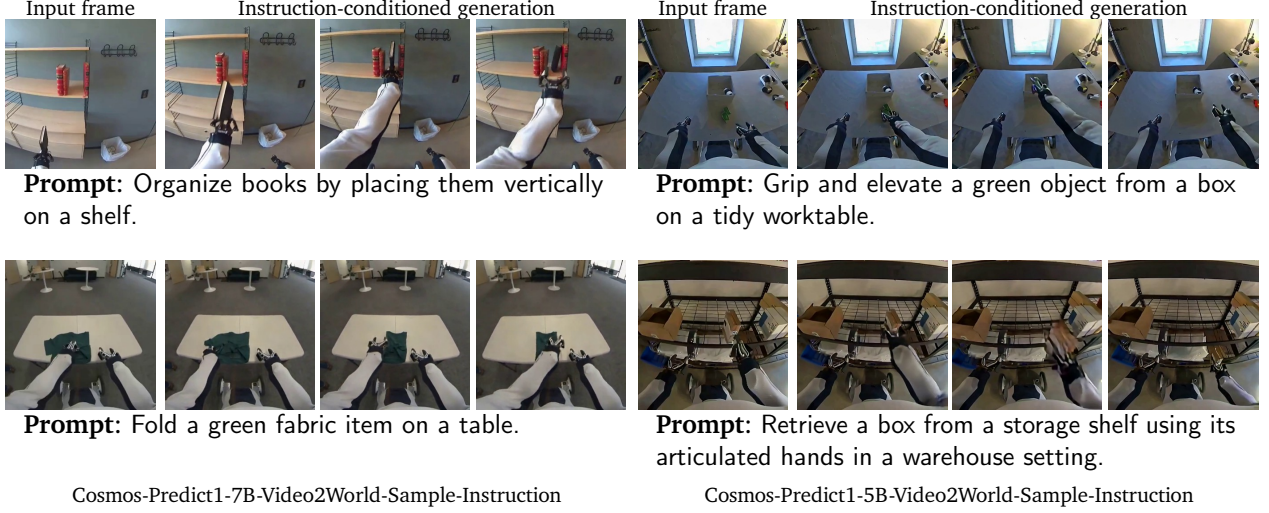 Input frame
Instruction-conditioned generation
Input frame
Instruction-conditioned generation
Prompt: Organize books by placing them vertically
on a shelf.
Prompt: Grip and elevate a green object from a box
on a tidy worktable.
Prompt: Fold a green fabric item on a table.
Prompt: Retrieve a box from a storage shelf using its
articulated hands in a warehouse setting.
Cosmos-Predict1-7B-Video2World-Sample-Instruction
Cosmos-Predict1-5B-Video2World-Sample-Instruction